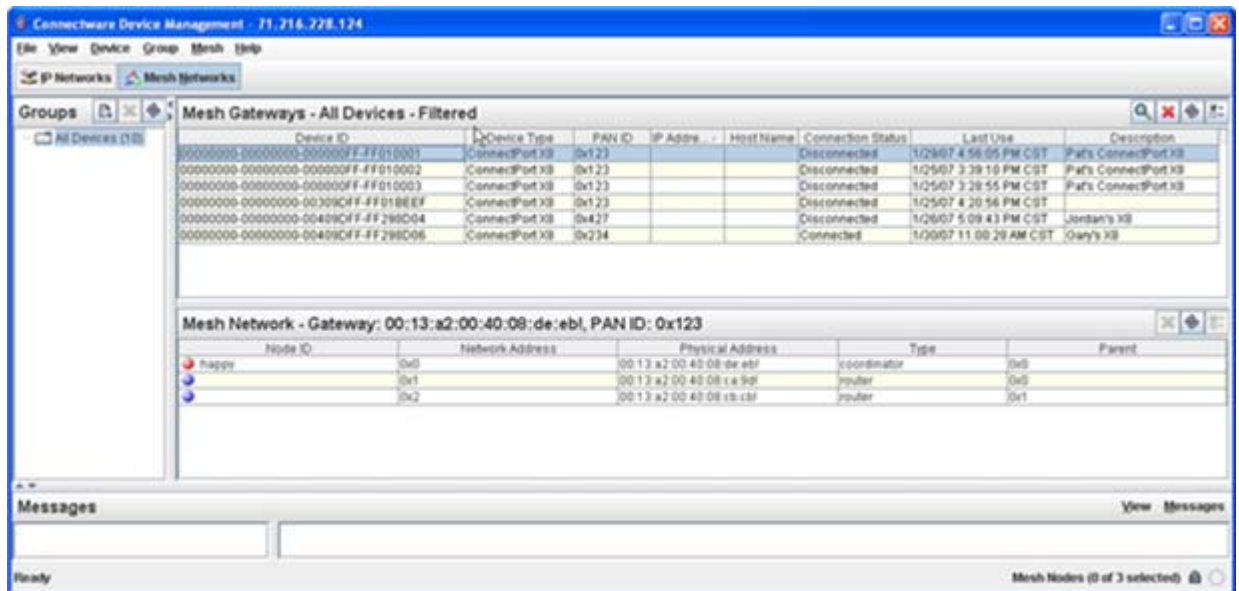 Connectware Device Management - 71.216.228.124
File View Device Group Mesh Help
IP Networks Mesh Networks
Groups
All Devices (10)
Mesh Gateways - All Devices - Filtered
Device ID Device Type PAN ID IP Addre... Host Name Connection Status Last Use Description
00000000-00000000-000000FF-FF010001 ConnectPort X8 0x123 Disconnected 1/29/07 4:56:05 PM CST Pat's ConnectPort X8
00000000-00000000-000000FF-FF010002 ConnectPort X8 0x123 Disconnected 1/25/07 3:39:10 PM CST Pat's ConnectPort X8
00000000-00000000-000000FF-FF010003 ConnectPort X8 0x123 Disconnected 1/25/07 3:28:55 PM CST Pat's ConnectPort X8
00000000-00000000-00309DFF-FF01BEEF ConnectPort X8 0x123 Disconnected 1/25/07 4:20:56 PM CST
00000000-00000000-00409DFF-FF298D04 ConnectPort X8 0x427 Disconnected 1/26/07 5:09:43 PM CST Jordan's X8
00000000-00000000-00409DFF-FF298D06 ConnectPort X8 0x234 Connected 1/30/07 11:00:28 AM CST Gary's X8
Mesh Network - Gateway: 00:13:a2:00:40:08:de:eb!, PAN ID: 0x123
Node ID Network Address Physical Address Type Parent
happy 0x0 00:13:a2:00:40:08:de:eb! coordinator 0x0
0x1 00:13:a2:00:40:08:ca:9d! router 0x0
0x2 00:13:a2:00:40:08:cb:cb! router 0x1
Messages
View Messages
Ready
Mesh Nodes (0 of 3 selected)